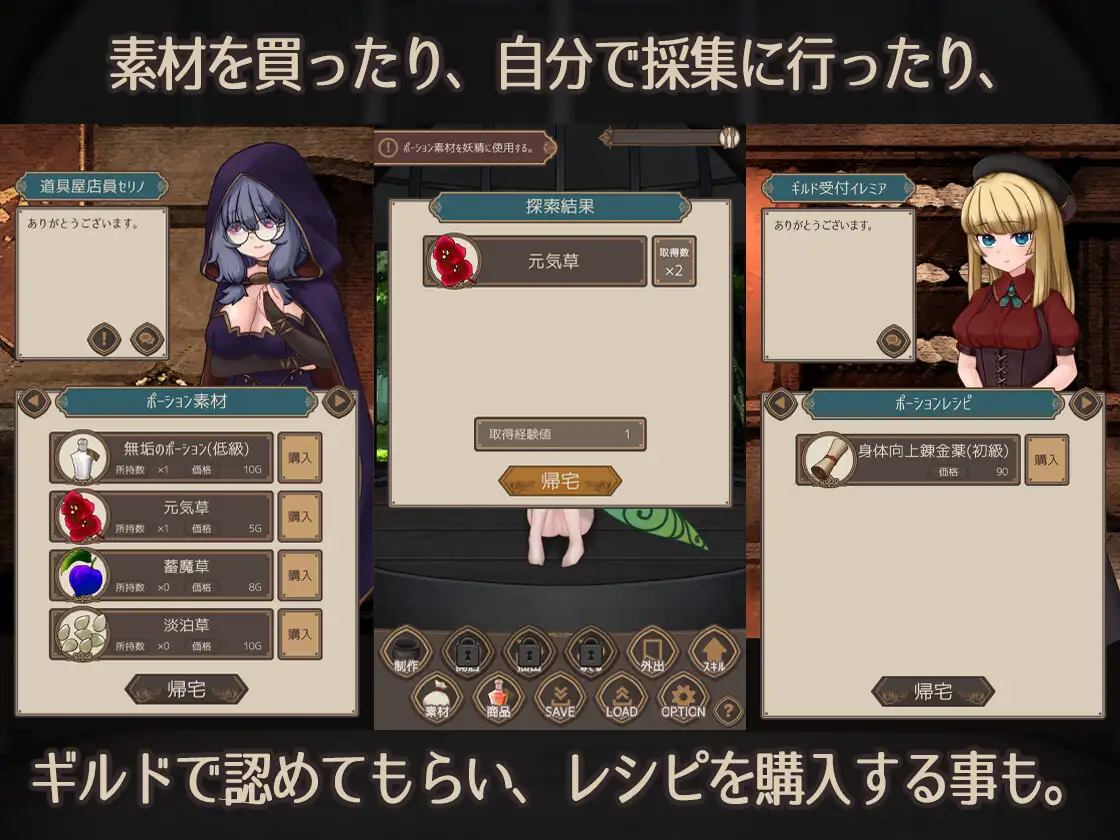 素材を買ったり、自分で採集に行ったり、
道具屋店員セリノ
ありがとうございます。
!
ポーション素材
無垢のポーション(低級)
所持数 ×1 価格 10G
購入
元気草
所持数 ×1 価格 5G
購入
蓄魔草
所持数 ×0 価格 8G
購入
淡泊草
所持数 ×0 価格 10G
購入
帰宅
! ポーション素材を妖精に使用する。
探索結果
元気草
取得数
×2
取得経験値 1
帰宅
制作
外出
スキル
素材
商品
SAVE
LOAD
OPTION
?
ギルド受付イレミア
ありがとうございます。
ポーションレシピ
身体向上錬金薬(初級)
価格 90
購入
帰宅
ギルドで認めてもらい、レシピを購入する事も。